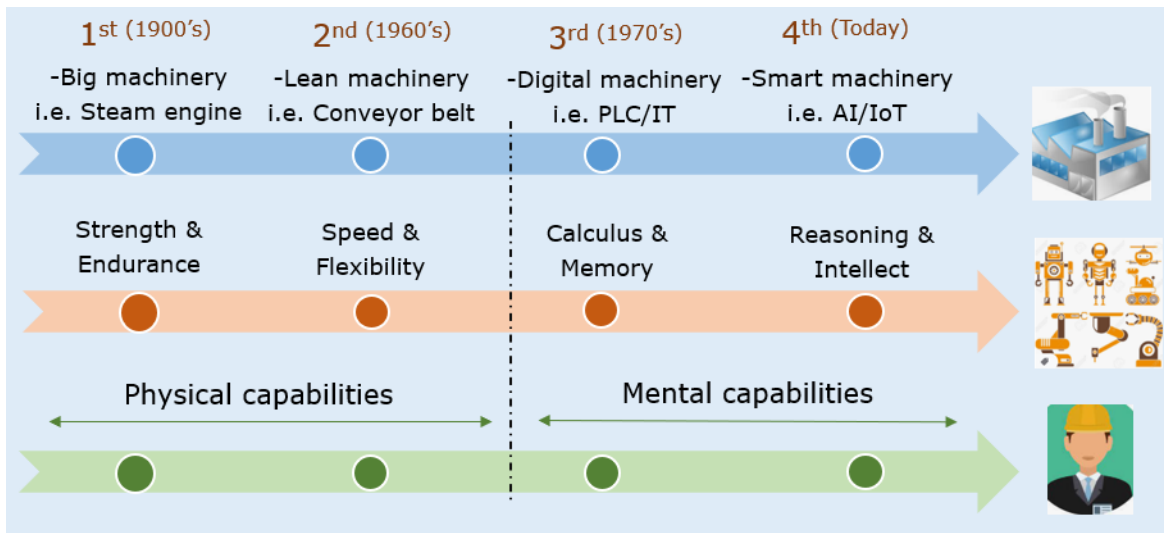 1st (1900's)
2nd (1960's)
3rd (1970's)
4th (Today)
-Big machinery
i.e. Steam engine
-Lean machinery
i.e. Conveyor belt
-Digital machinery
i.e. PLC/IT
-Smart machinery
i.e. AI/IoT
Strength &
Endurance
Speed &
Flexibility
Calculus &
Memory
Reasoning &
Intellect
Physical capabilities
Mental capabilities